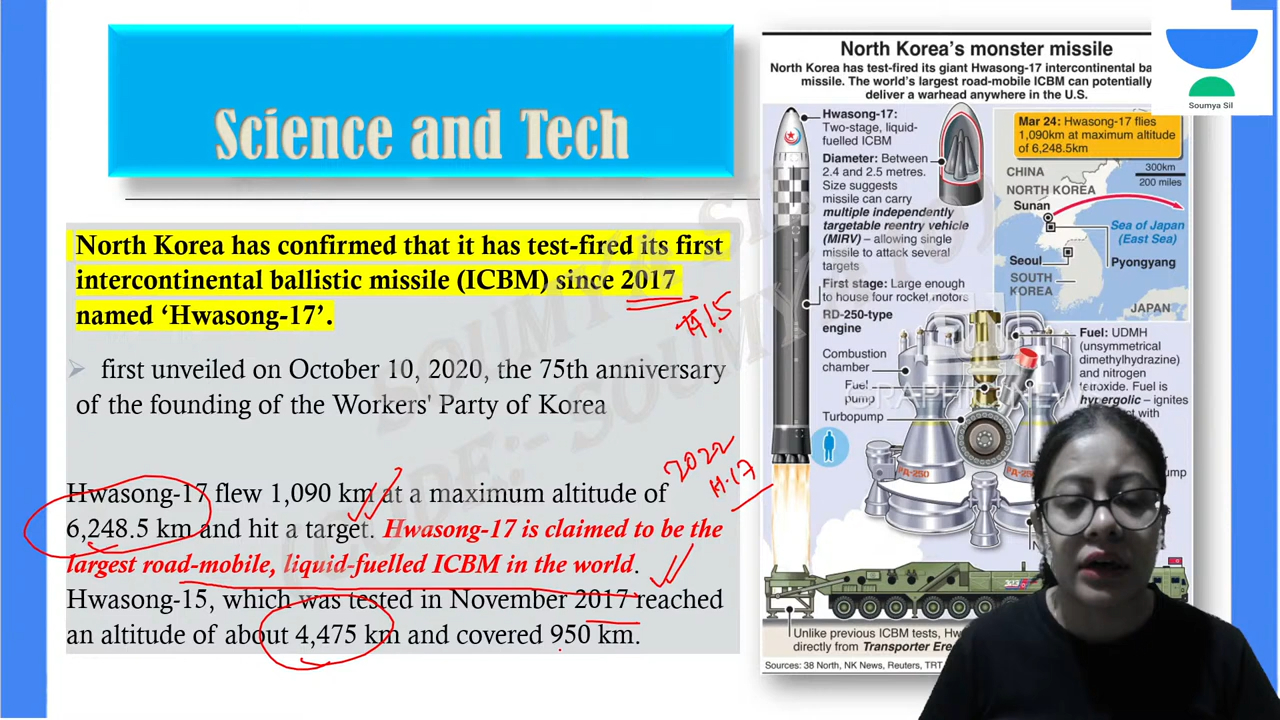 Science and Tech
North Korea has confirmed that it has test-fired its first
intercontinental ballistic missile (ICBM) since 2017
named ‘Hwasong-17’.
H.15
first unveiled on October 10, 2020, the 75th anniversary
of the founding of the Workers' Party of Korea
2022
H.17
Hwasong-17 flew 1,090 km at a maximum altitude of
6,248.5 km and hit a target. Hwasong-17 is claimed to be the
largest road-mobile, liquid-fuelled ICBM in the world.
Hwasong-15, which was tested in November 2017 reached
an altitude of about 4,475 km and covered 950 km.
Soumya Sil
North Korea's monster missile
North Korea has test-fired its giant Hwasong-17 intercontinental
missile. The world's largest road-mobile ICBM can potentially
deliver a warhead anywhere in the U.S.
Hwasong-17:
Two-stage, liquid-
fuelled ICBM
Diameter: Between
2.4 and 2.5 metres.
Size suggests
missile can carry
multiple independently
targetable reentry vehicle
(MIRV) – allowing single
missile to attack several
targets
First stage: Large enough
to house four rocket motors
RD-250-type
engine
Combustion
chamber
Fuel
pump
Turbopump
Mar 24: Hwasong-17 flies
1,090km at maximum altitude
of 6,248.5km
300km
200 miles
CHINA
NORTH KOREA
Sunan
Sea of Japan
(East Sea)
Seoul
Pyongyang
SOUTH
KOREA
JAPAN
Fuel: UDMH
(unsymmetrical
dimethylhydrazine)
and nitrogen
tetroxide. Fuel is
hypergolic – ignites
with
РД-250
РД-250
Unlike previous ICBM tests,
directly from Transporter
Sources: 38 North, NK News, Reuters, TRT